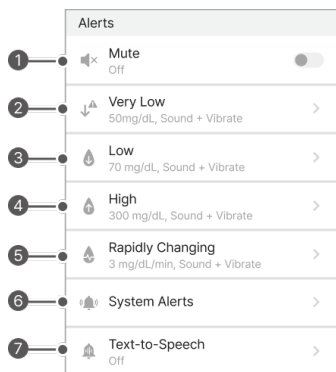 Alerts
1 Mute
Off
2 Very Low
50mg/dL, Sound + Vibrate
3 Low
70 mg/dL, Sound + Vibrate
4 High
300 mg/dL, Sound + Vibrate
5 Rapidly Changing
3 mg/dL/min, Sound + Vibrate
6 System Alerts
7 Text-to-Speech
Off